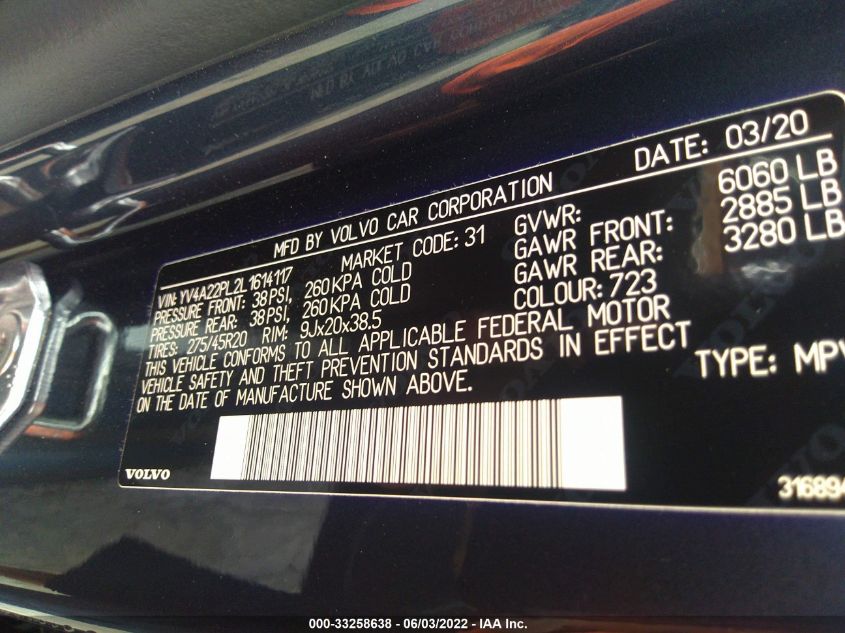 MFD BY VOLVO CAR CORPORATION DATE: 03/20
VIN: YV4A22PL2L1614117 MARKET CODE: 31 GVWR: 6060 LB
PRESSURE FRONT: 38PSI, 260KPA COLD GAWR FRONT: 2885 LB
PRESSURE REAR: 38PSI, 260KPA COLD GAWR REAR: 3280 LB
TIRES: 275/45R20 RIM: 9Jx20x38.5 COLOUR: 723
THIS VEHICLE CONFORMS TO ALL APPLICABLE FEDERAL MOTOR
VEHICLE SAFETY AND THEFT PREVENTION STANDARDS IN EFFECT
ON THE DATE OF MANUFACTURE SHOWN ABOVE. TYPE: MPV
VOLVO 316894
000-33258638 - 06/03/2022 - IAA Inc.